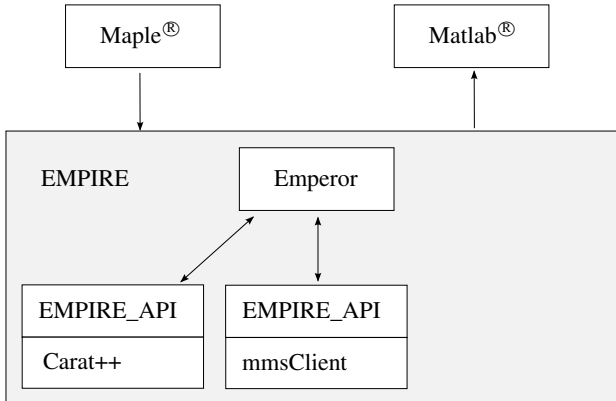 Maple®
Matlab®
EMPIRE
Emperor
EMPIRE_API
EMPIRE_API
Carat++
mmsClient